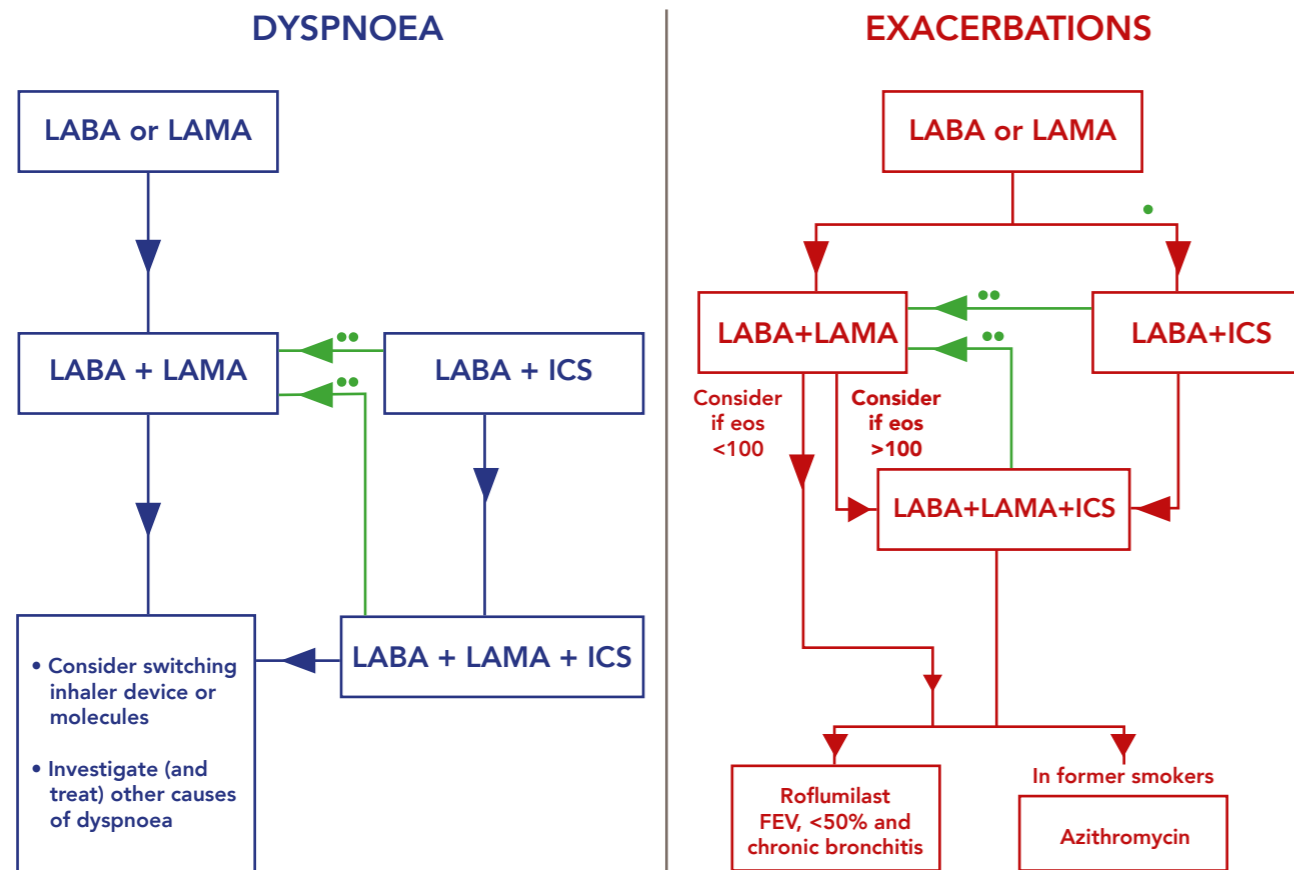 DYSPNOEA
LABA or LAMA
LABA + LAMA
LABA + ICS
LABA + LAMA + ICS
• Consider switching
inhaler device or
molecules
• Investigate (and
treat) other causes
of dyspnoea
EXACERBATIONS
LABA or LAMA
LABA+LAMA
LABA+ICS
Consider
if eos
<100
Consider
if eos
>100
LABA+LAMA+ICS
Roflumilast
FEV, <50% and
chronic bronchitis
In former smokers
Azithromycin